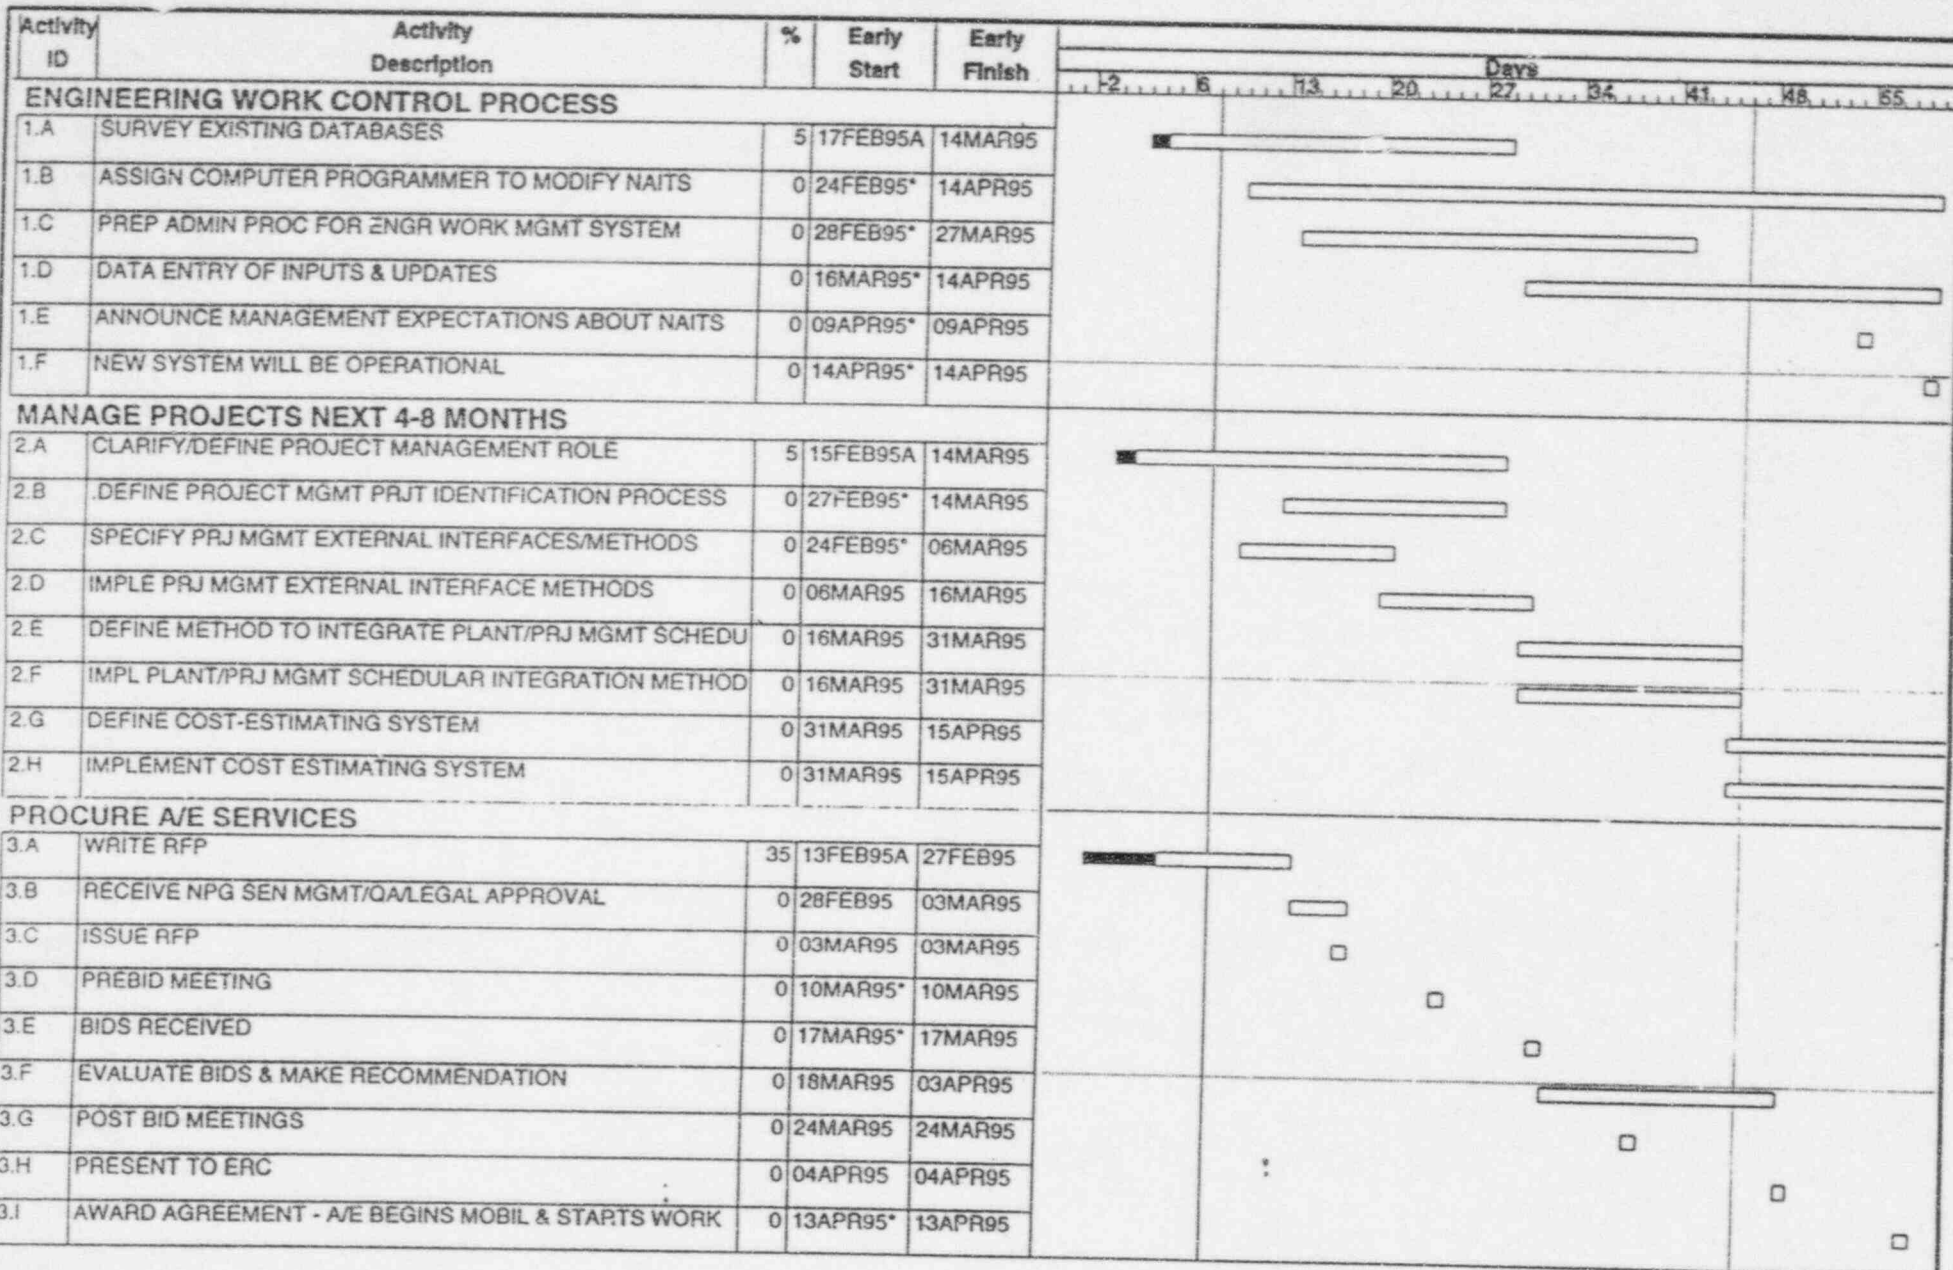 Activity ID Activity Description % Early Start Early Finish
Days
-2 6 13 20 27 34 41 48 55
ENGINEERING WORK CONTROL PROCESS
1.A SURVEY EXISTING DATABASES 5 17FEB95A 14MAR95
1.B ASSIGN COMPUTER PROGRAMMER TO MODIFY NAITS 0 24FEB95* 14APR95
1.C PREP ADMIN PROC FOR ENGR WORK MGMT SYSTEM 0 28FEB95* 27MAR95
1.D DATA ENTRY OF INPUTS & UPDATES 0 16MAR95* 14APR95
1.E ANNOUNCE MANAGEMENT EXPECTATIONS ABOUT NAITS 0 09APR95* 09APR95
1.F NEW SYSTEM WILL BE OPERATIONAL 0 14APR95* 14APR95
MANAGE PROJECTS NEXT 4-8 MONTHS
2.A CLARIFY/DEFINE PROJECT MANAGEMENT ROLE 5 15FEB95A 14MAR95
2.B .DEFINE PROJECT MGMT PRJT IDENTIFICATION PROCESS 0 27FEB95* 14MAR95
2.C SPECIFY PRJ MGMT EXTERNAL INTERFACES/METHODS 0 24FEB95* 06MAR95
2.D IMPLE PRJ MGMT EXTERNAL INTERFACE METHODS 0 06MAR95 16MAR95
2.E DEFINE METHOD TO INTEGRATE PLANT/PRJ MGMT SCHEDU 0 16MAR95 31MAR95
2.F IMPL PLANT/PRJ MGMT SCHEDULAR INTEGRATION METHOD 0 16MAR95 31MAR95
2.G DEFINE COST-ESTIMATING SYSTEM 0 31MAR95 15APR95
2.H IMPLEMENT COST ESTIMATING SYSTEM 0 31MAR95 15APR95
PROCURE A/E SERVICES
3.A WRITE RFP 35 13FEB95A 27FEB95
3.B RECEIVE NPG SEN MGMT/QA/LEGAL APPROVAL 0 28FEB95 03MAR95
3.C ISSUE RFP 0 03MAR95 03MAR95
3.D PREBID MEETING 0 10MAR95* 10MAR95
3.E BIDS RECEIVED 0 17MAR95* 17MAR95
3.F EVALUATE BIDS & MAKE RECOMMENDATION 0 18MAR95 03APR95
3.G POST BID MEETINGS 0 24MAR95 24MAR95
3.H PRESENT TO ERC 0 04APR95 04APR95
3.I AWARD AGREEMENT - A/E BEGINS MOBIL & STARTS WORK 0 13APR95* 13APR95